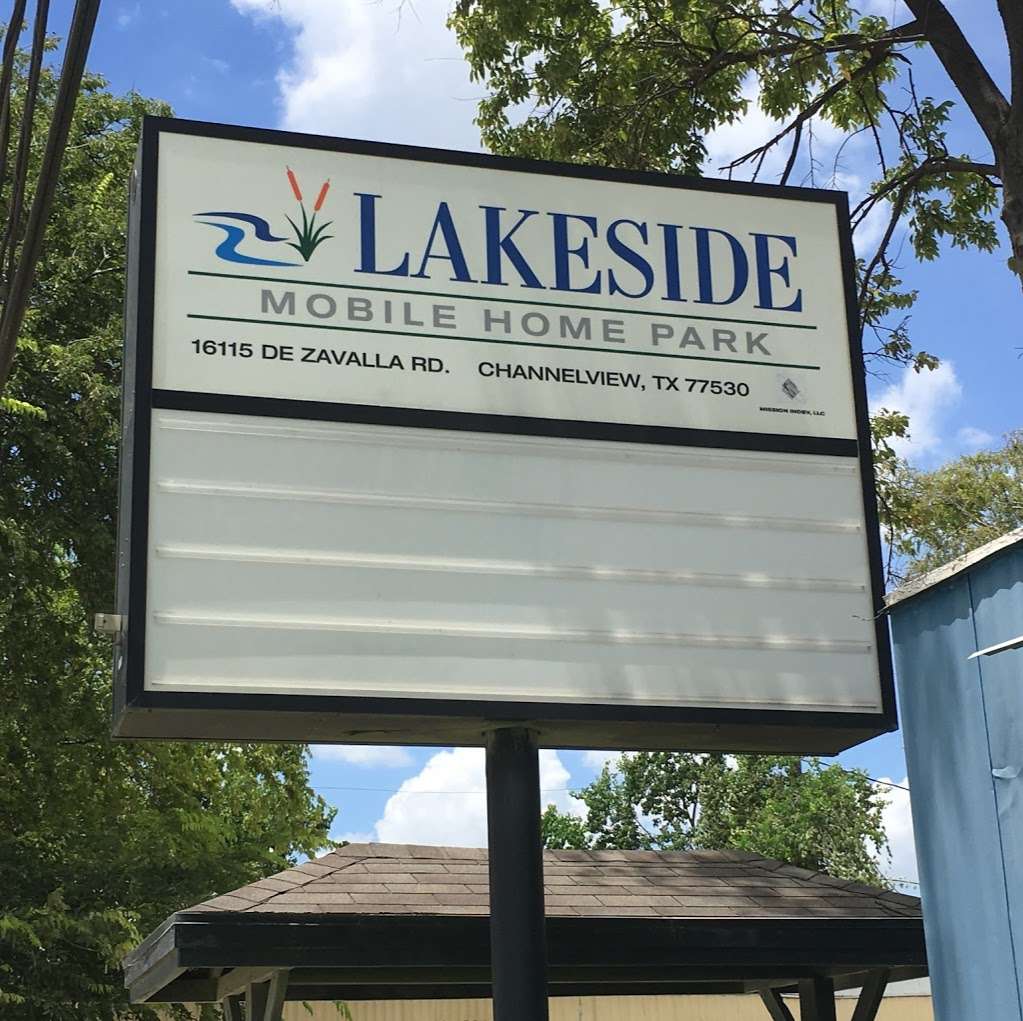 LAKESIDE
MOBILE HOME PARK
16115 DE ZAVALLA RD. CHANNELVIEW, TX 77530
MISSION INDEX, LLC